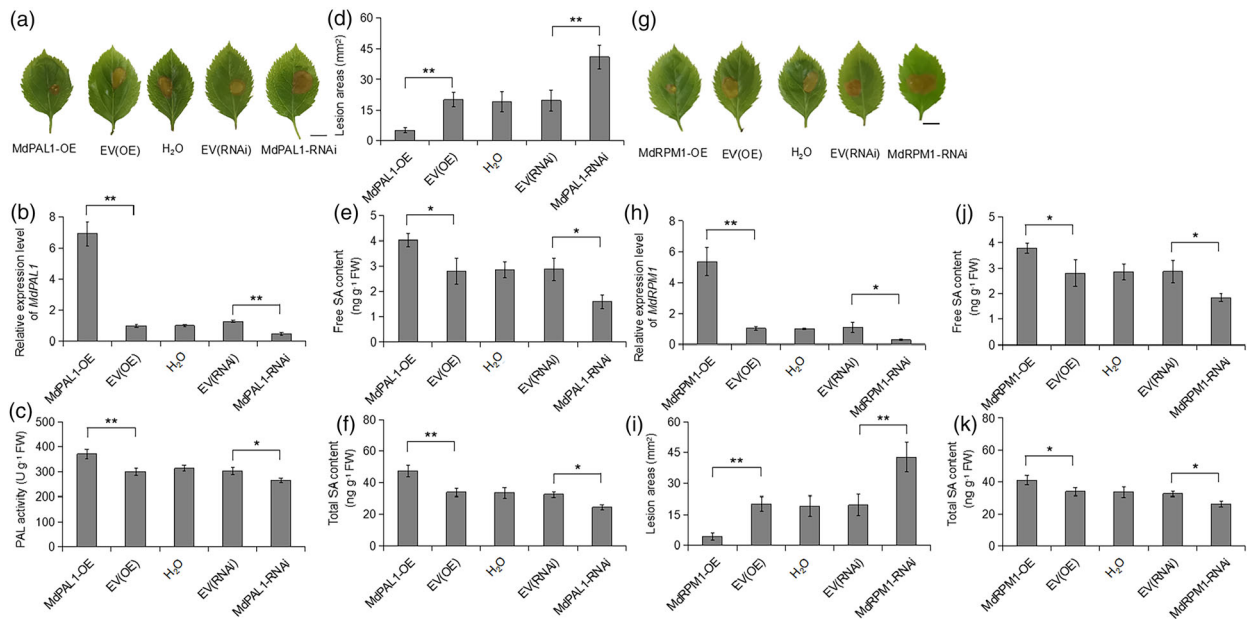 (a)
MdPAL1-OE EV(OE) H₂O EV(RNAi) MdPAL1-RNAi
(d)
Lesion areas (mm²)
60
45
30
15
0
** **
MdPAL1-OE EV(OE) H₂O EV(RNAi) MdPAL1-RNAi
(g)
MdRPM1-OE EV(OE) H₂O EV(RNAi) MdRPM1-RNAi
(b)
Relative expression level
of MdPAL1
8
6
4
2
0
** **
MdPAL1-OE EV(OE) H₂O EV(RNAi) MdPAL1-RNAi
(e)
Free SA content
(ng g⁻¹ FW)
5
4
3
2
1
0
* *
MdPAL1-OE EV(OE) H₂O EV(RNAi) MdPAL1-RNAi
(h)
Relative expression level
of MdRPM1
8
6
4
2
0
** *
MdRPM1-OE EV(OE) H₂O EV(RNAi) MdRPM1-RNAi
(j)
Free SA content
(ng g⁻¹ FW)
5
4
3
2
1
0
* *
MdRPM1-OE EV(OE) H₂O EV(RNAi) MdRPM1-RNAi
(c)
PAL activity (U g⁻¹ FW)
500
400
300
200
100
0
** *
MdPAL1-OE EV(OE) H₂O EV(RNAi) MdPAL1-RNAi
(f)
Total SA content
(ng g⁻¹ FW)
80
60
40
20
0
** *
MdPAL1-OE EV(OE) H₂O EV(RNAi) MdPAL1-RNAi
(i)
Lesion areas (mm²)
60
45
30
15
0
** **
MdRPM1-OE EV(OE) H₂O EV(RNAi) MdRPM1-RNAi
(k)
Total SA content
(ng g⁻¹ FW)
80
60
40
20
0
* *
MdRPM1-OE EV(OE) H₂O EV(RNAi) MdRPM1-RNAi